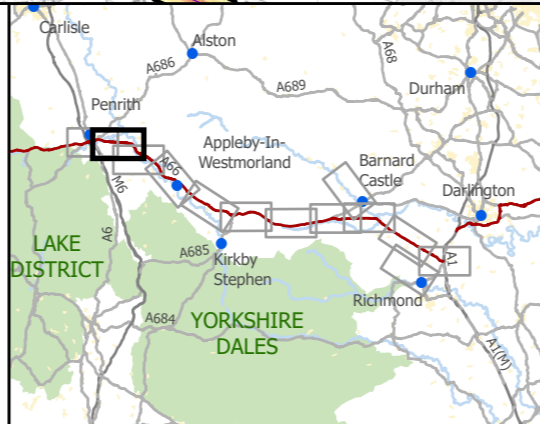 Carlisle
Alston
A68
A686
A689
Durham
Penrith
Appleby-In-
Westmorland
Barnard
Castle
A66
Darlington
M6
A6
LAKE
DISTRICT
A685
Kirkby
Stephen
A1
Richmond
A684
YORKSHIRE
DALES
A1(M)